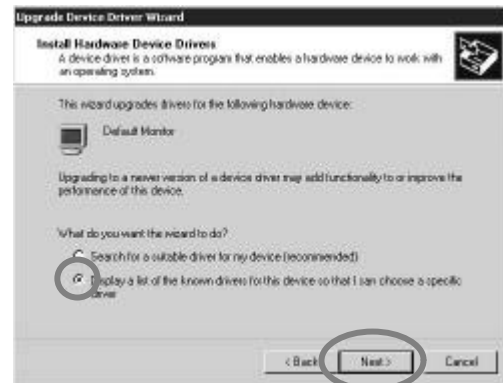 Upgrade Device Driver Wizard
Install Hardware Device Drivers
A device driver is a software program that enables a hardware device to work with
an operating system.
This wizard upgrades drivers for the following hardware device:
Default Monitor
Upgrading to a newer version of a device driver may add functionality to or improve the
performance of this device.
What do you want the wizard to do?
Search for a suitable driver for my device (recommended)
Display a list of the known drivers for this device so that I can choose a specific
driver
< Back
Next >
Cancel